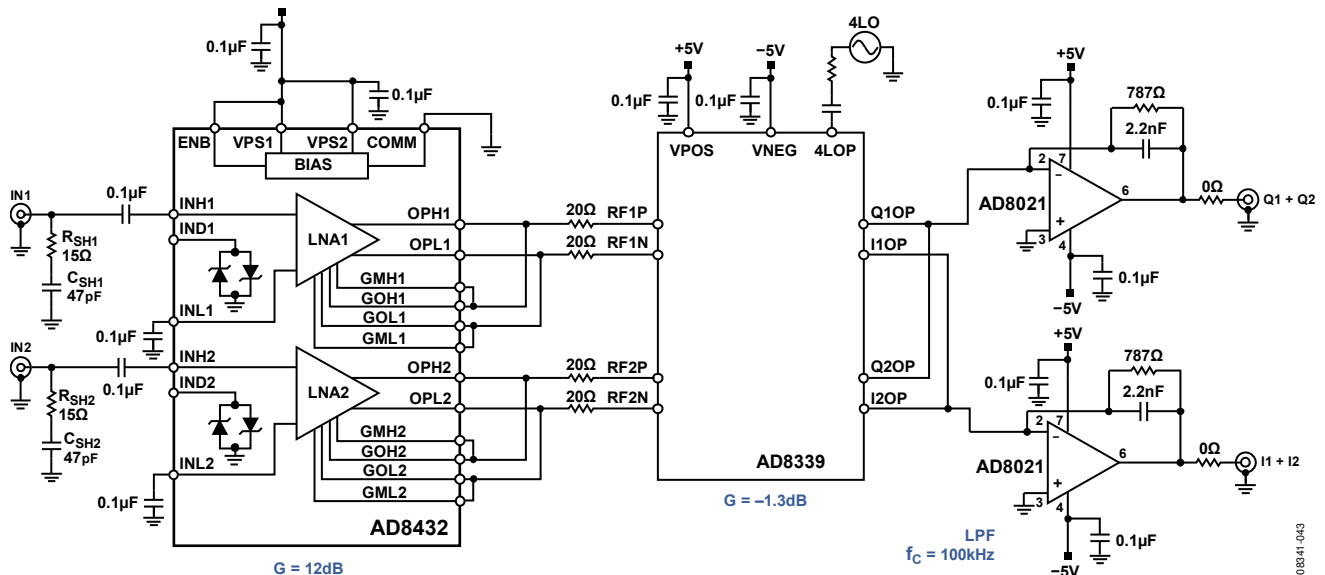 4LO
+5V
−5V
+5V
0.1µF
0.1µF
0.1µF
0.1µF
0.1µF
787Ω
2.2nF
ENB
VPS1
VPS2
COMM
BIAS
VPOS
VNEG
4LOP
2
7
−
AD8021
6
0Ω
Q1 + Q2
+
3
4
0.1µF
−5V
IN1
0.1µF
INH1
IND1
RSH1
15Ω
CSH1
47pF
INL1
0.1µF
LNA1
OPH1
OPL1
GMH1
GOH1
GOL1
GML1
20Ω
RF1P
20Ω
RF1N
Q1OP
I1OP
IN2
0.1µF
INH2
IND2
RSH2
15Ω
CSH2
47pF
INL2
0.1µF
LNA2
OPH2
OPL2
GMH2
GOH2
GOL2
GML2
20Ω
RF2P
20Ω
RF2N
Q2OP
I2OP
+5V
0.1µF
787Ω
2.2nF
2
7
−
AD8021
6
0Ω
I1 + I2
+
3
4
0.1µF
−5V
AD8432
G = 12dB
AD8339
G = −1.3dB
LPF
fC = 100kHz
08341-043